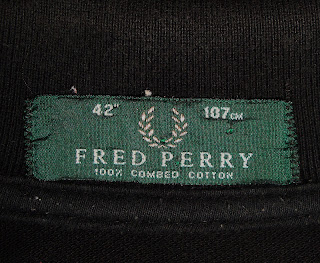 42" 107CM
FRED PERRY
100% COMBED COTTON